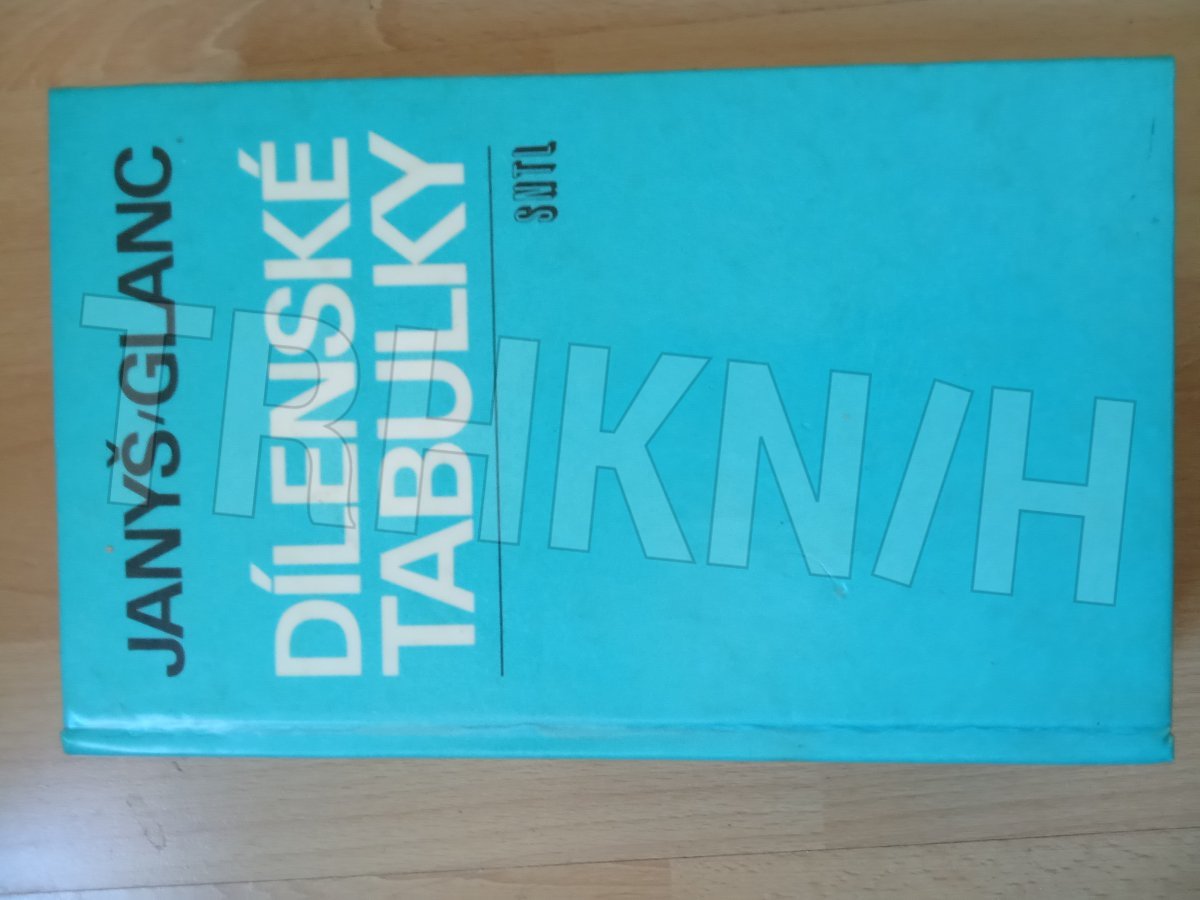 JANYŠ/GLANC
DÍLENSKÉ
TABULKY
SNTL
TRHKNIH